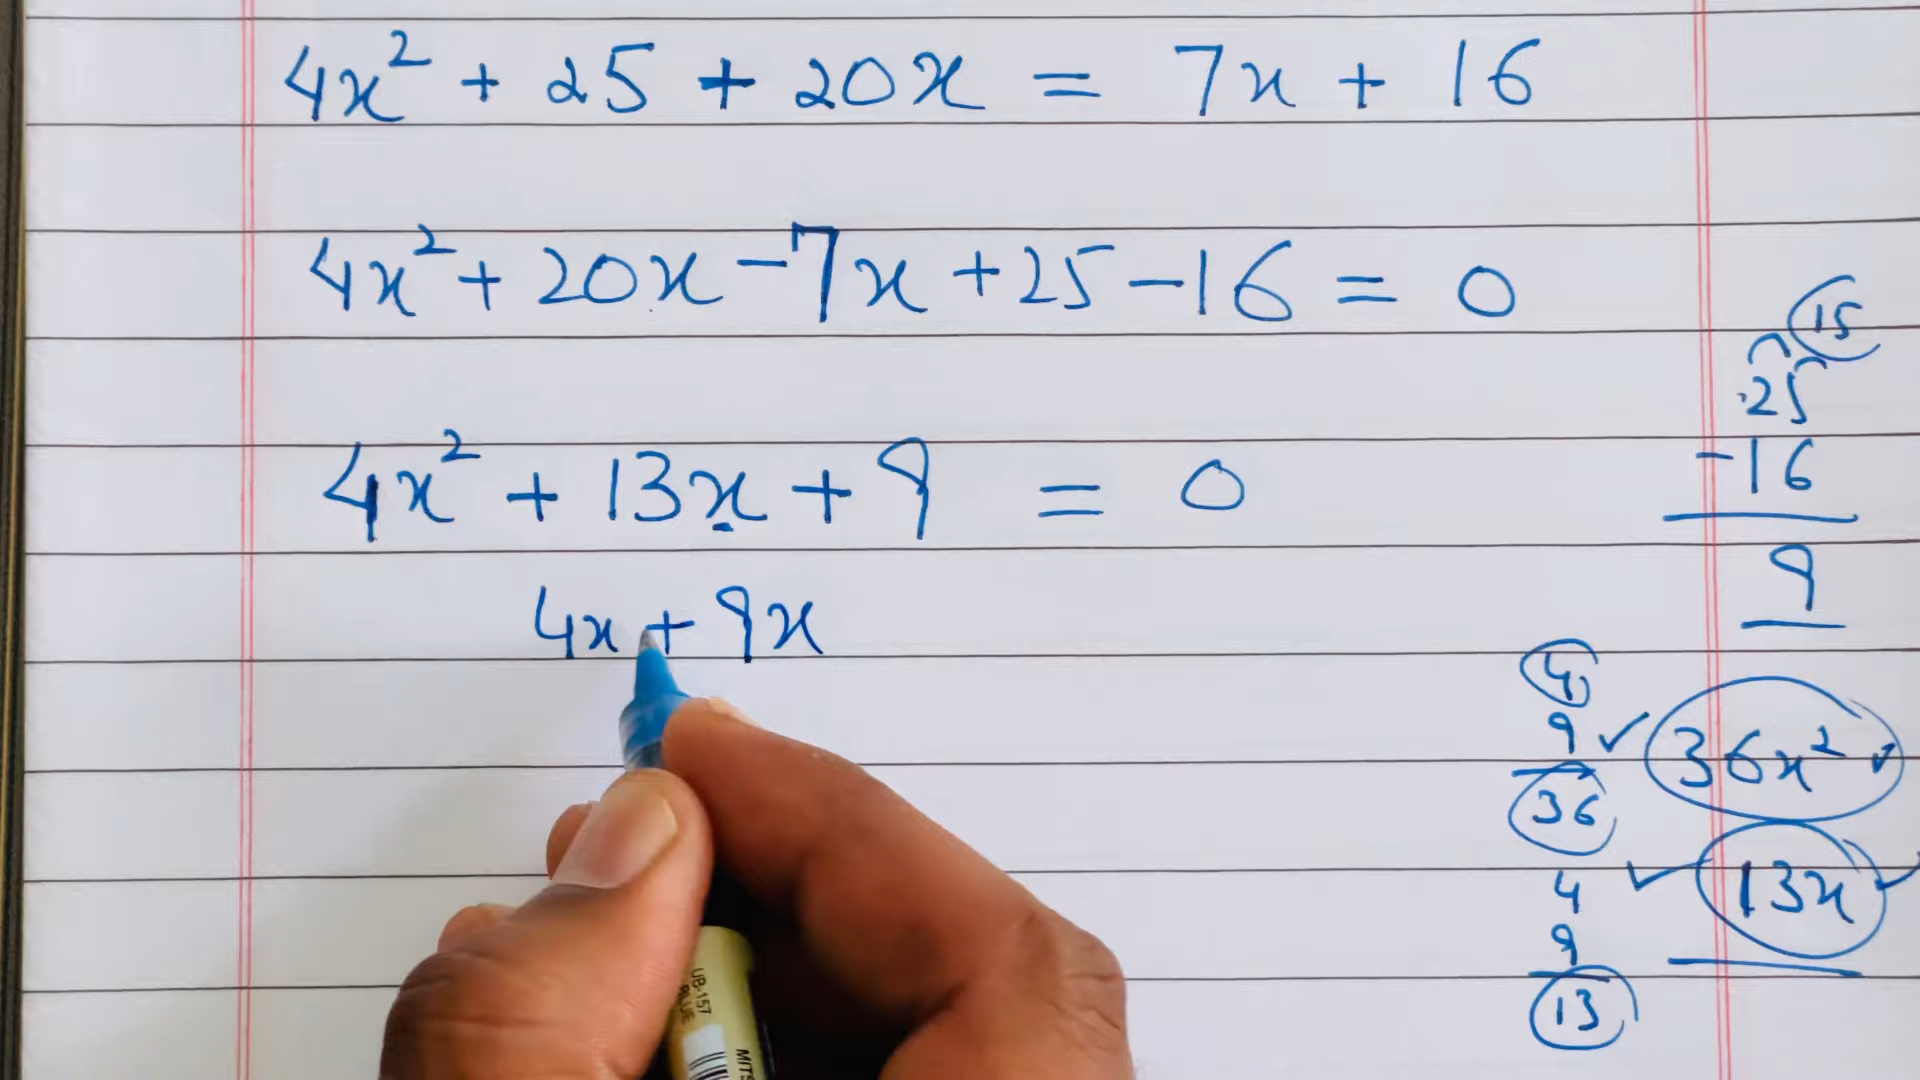 4x² + 25 + 20x = 7x + 16
4x² + 20x - 7x + 25 - 16 = 0
15
25
-16
9
4x² + 13x + 9 = 0
4x + 9x
4
9 ✓ 36x² ✓
36
4 ✓ 13x ✓
9
13
UB-157
BLUE